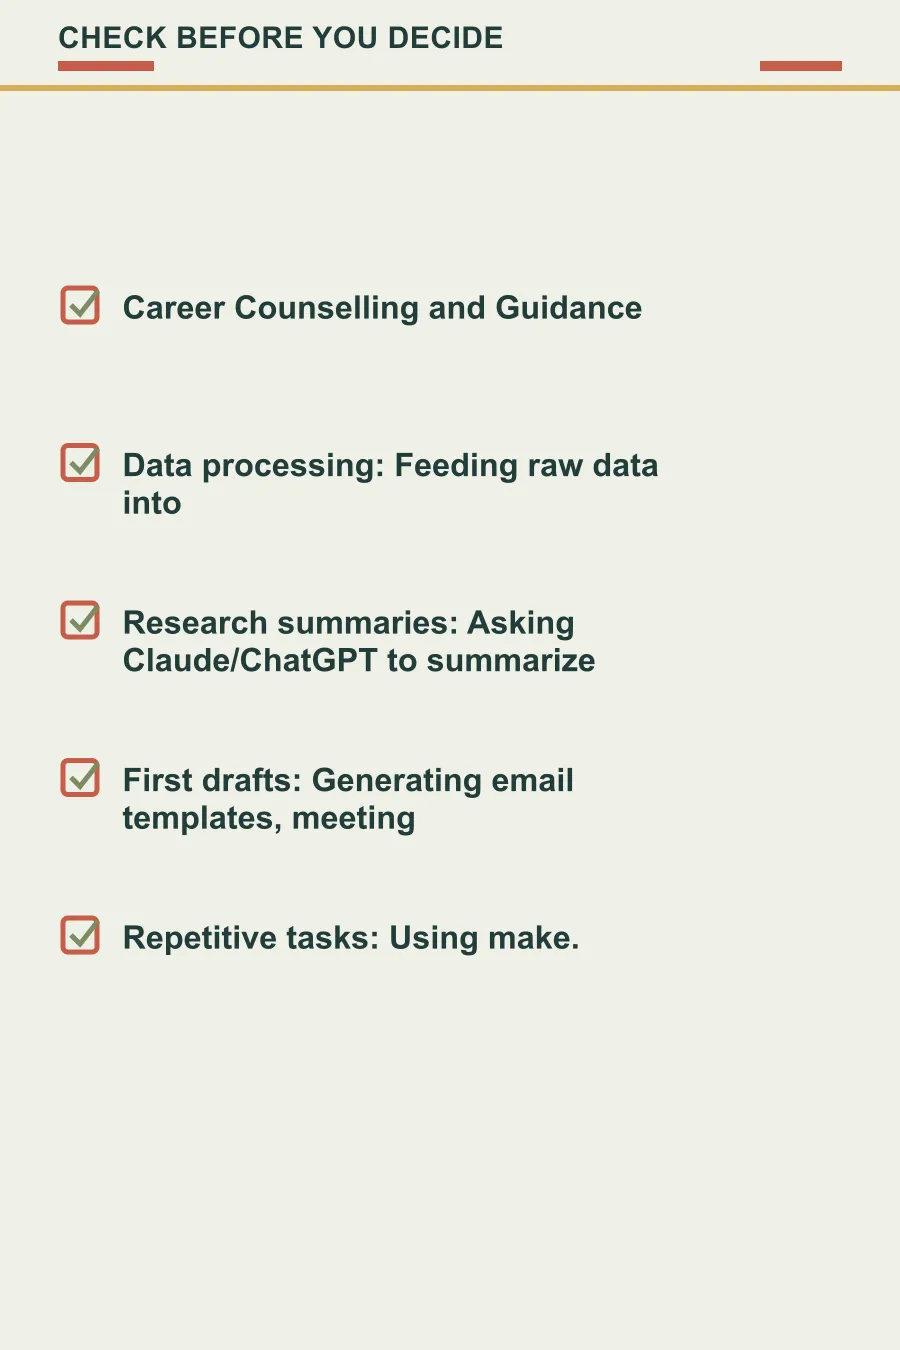 CHECK BEFORE YOU DECIDE
Career Counselling and Guidance
Data processing: Feeding raw data
into
Research summaries: Asking
Claude/ChatGPT to summarize
First drafts: Generating email
templates, meeting
Repetitive tasks: Using make.